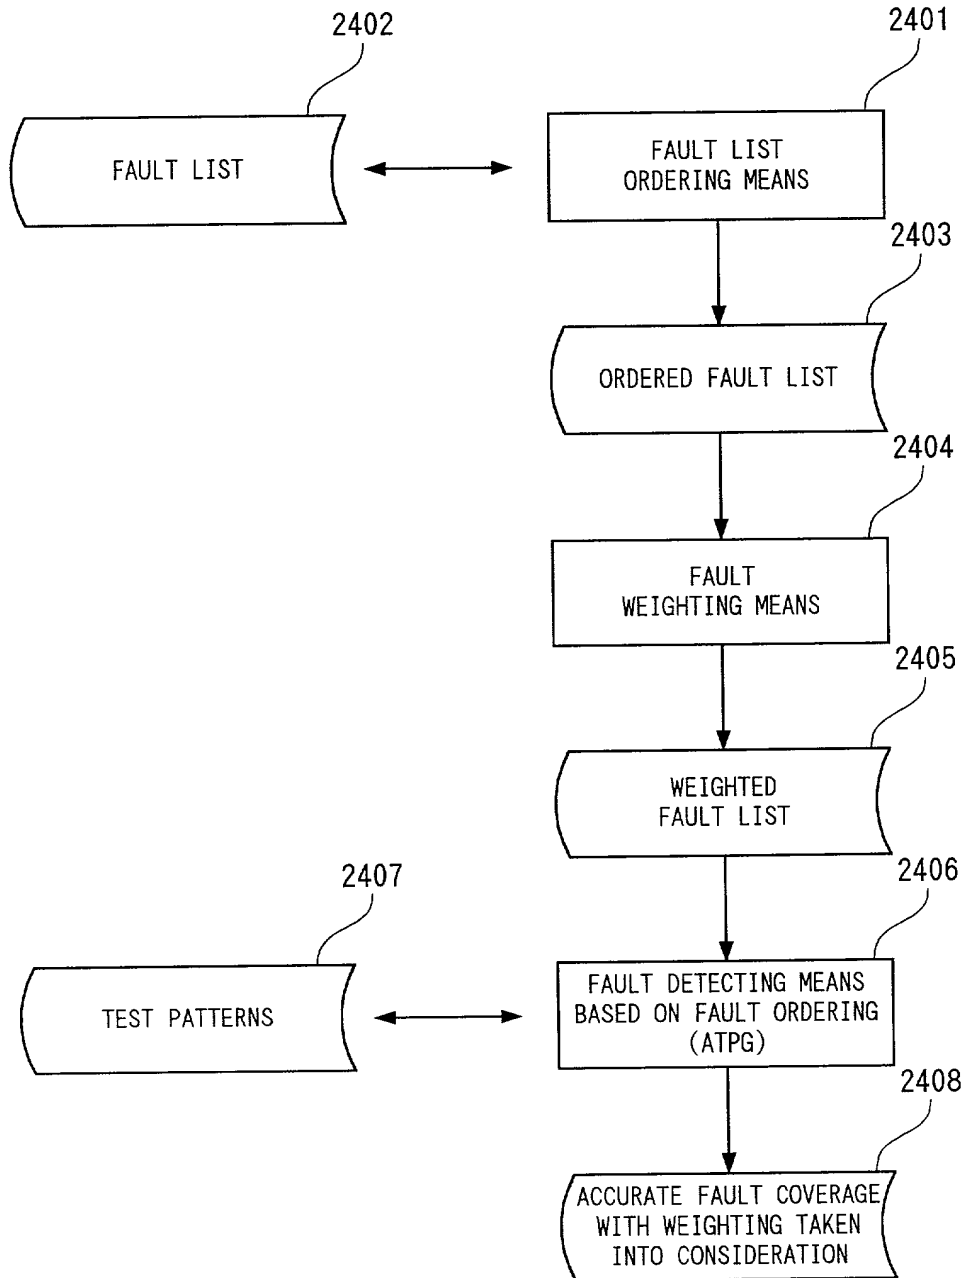 2402
2401
FAULT LIST
FAULT LIST
ORDERING MEANS
2403
ORDERED FAULT LIST
2404
FAULT
WEIGHTING MEANS
2405
WEIGHTED
FAULT LIST
2407
2406
TEST PATTERNS
FAULT DETECTING MEANS
BASED ON FAULT ORDERING
(ATPG)
2408
ACCURATE FAULT COVERAGE
WITH WEIGHTING TAKEN
INTO CONSIDERATION